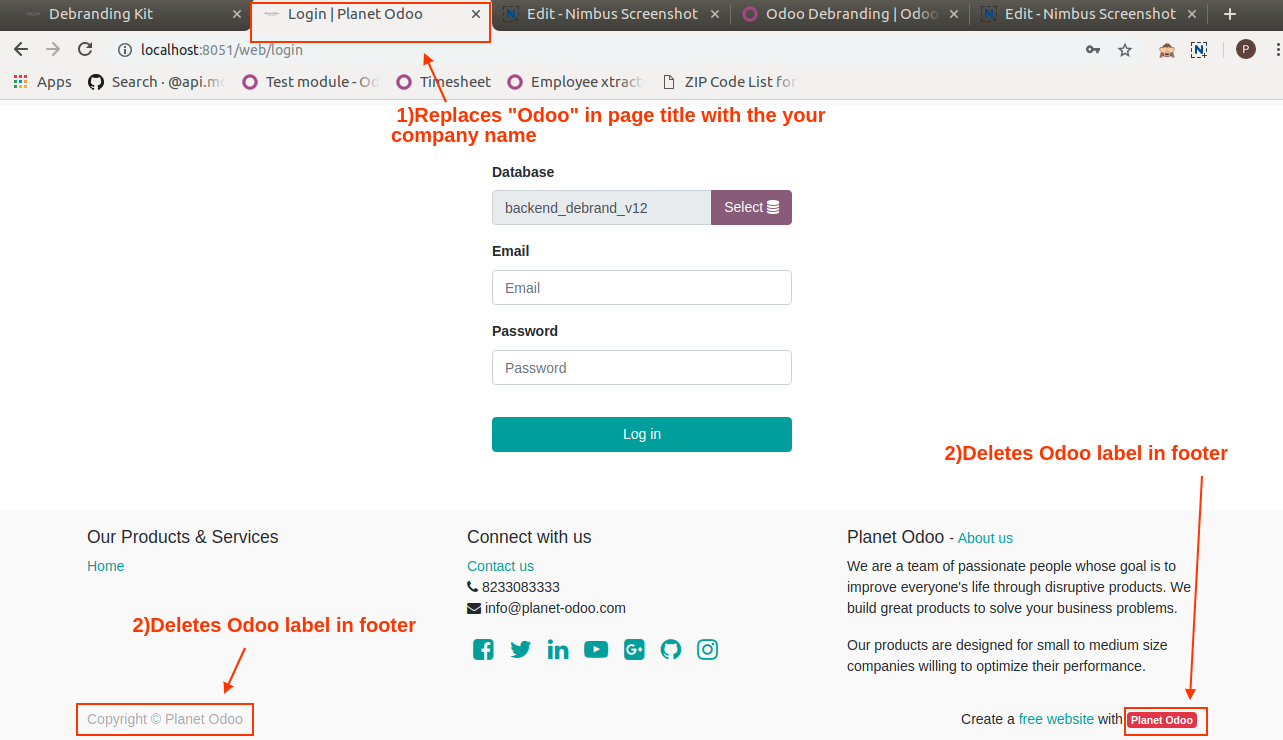 Debranding Kit
Login | Planet Odoo
Edit - Nimbus Screenshot
Odoo Debranding | Odoo
Edit - Nimbus Screenshot
localhost:8051/web/login
P
Apps
Search · @api.mo
Test module - Od
Timesheet
Employee xtract
ZIP Code List for
1)Replaces "Odoo" in page title with the your
company name
Database
backend_debrand_v12
Select
Email
Email
Password
Password
Log in
2)Deletes Odoo label in footer
Our Products & Services
Home
Connect with us
Contact us
8233083333
info@planet-odoo.com
Planet Odoo - About us
We are a team of passionate people whose goal is to
improve everyone's life through disruptive products. We
build great products to solve your business problems.
Our products are designed for small to medium size
companies willing to optimize their performance.
2)Deletes Odoo label in footer
Copyright © Planet Odoo
Create a free website with Planet Odoo